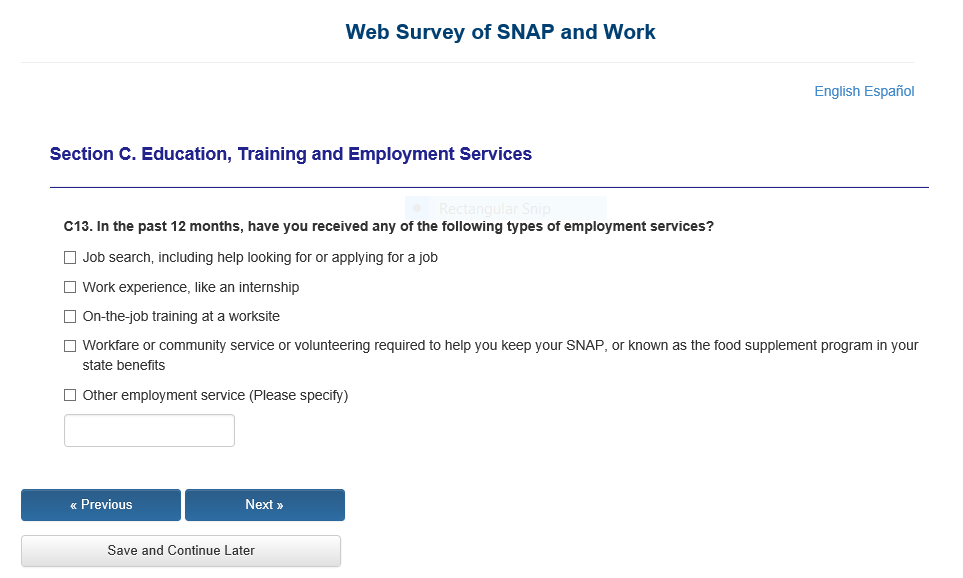 Web Survey of SNAP and Work
English Español
Section C. Education, Training and Employment Services
Rectangular Snip
C13. In the past 12 months, have you received any of the following types of employment services?
Job search, including help looking for or applying for a job
Work experience, like an internship
On-the-job training at a worksite
Workfare or community service or volunteering required to help you keep your SNAP, or known as the food supplement program in your
state benefits
Other employment service (Please specify)
« Previous
Next »
Save and Continue Later